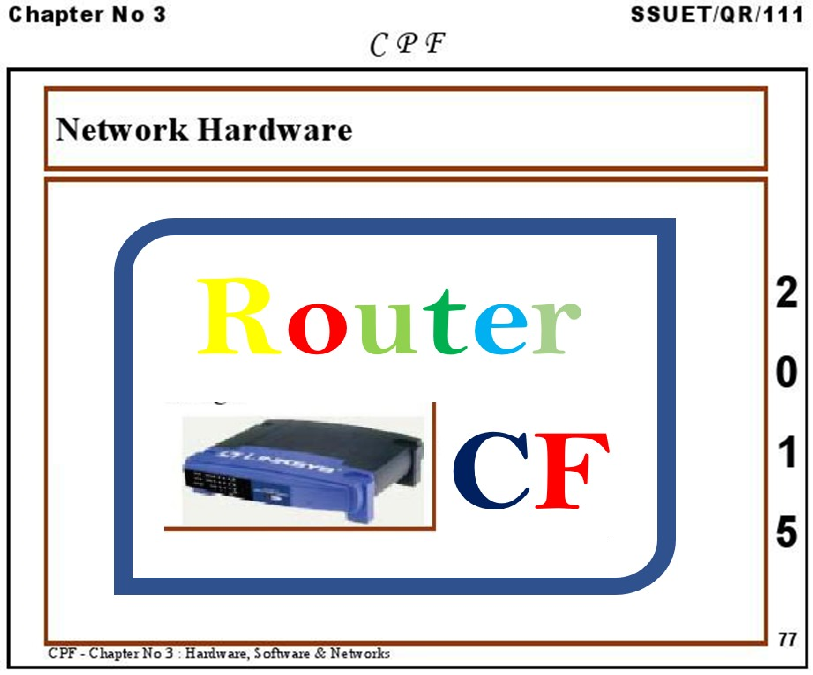 Chapter No 3
SSUET/QR/111
C P F
Network Hardware
Router
LINKSYS
CF
2
0
1
5
77
CPF - Chapter No 3 : Hardware, Software & Networks